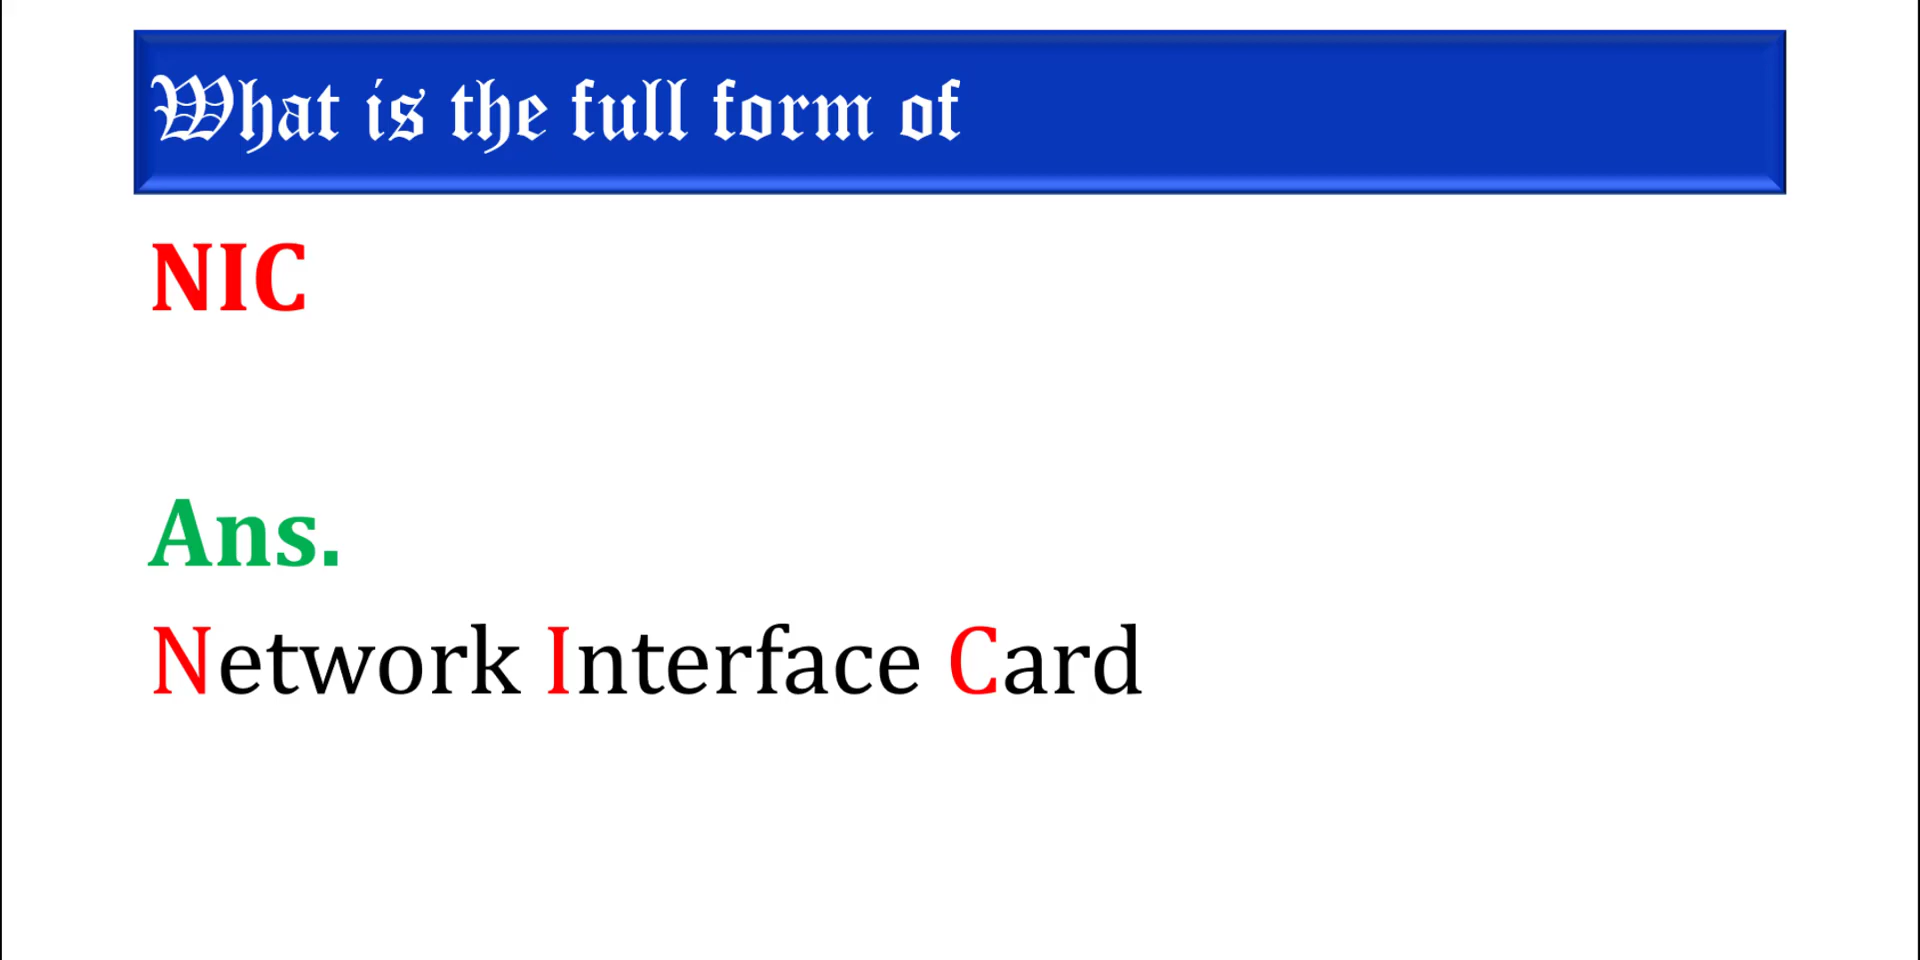 What is the full form of
NIC
Ans.
Network Interface Card